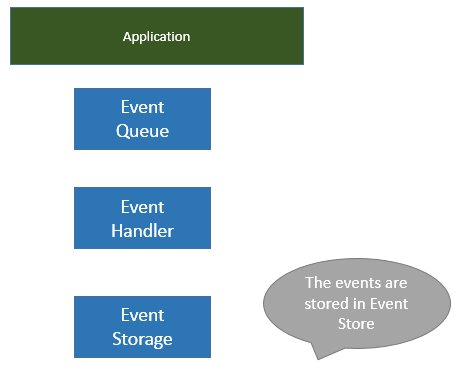 Application
Event
Queue
Event
Handler
Event
Storage
The events are
stored in Event
Store